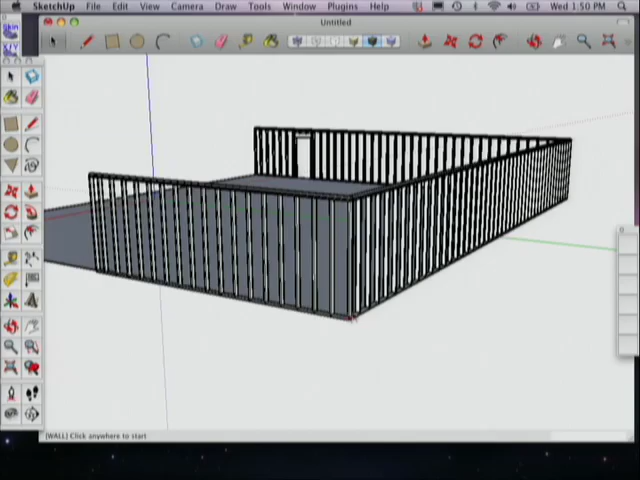 SketchUp File Edit View Camera Draw Tools Window Plugins Help Wed 1:50 PM
Untitled
Skin
X/Y
[WALL] Click anywhere to start